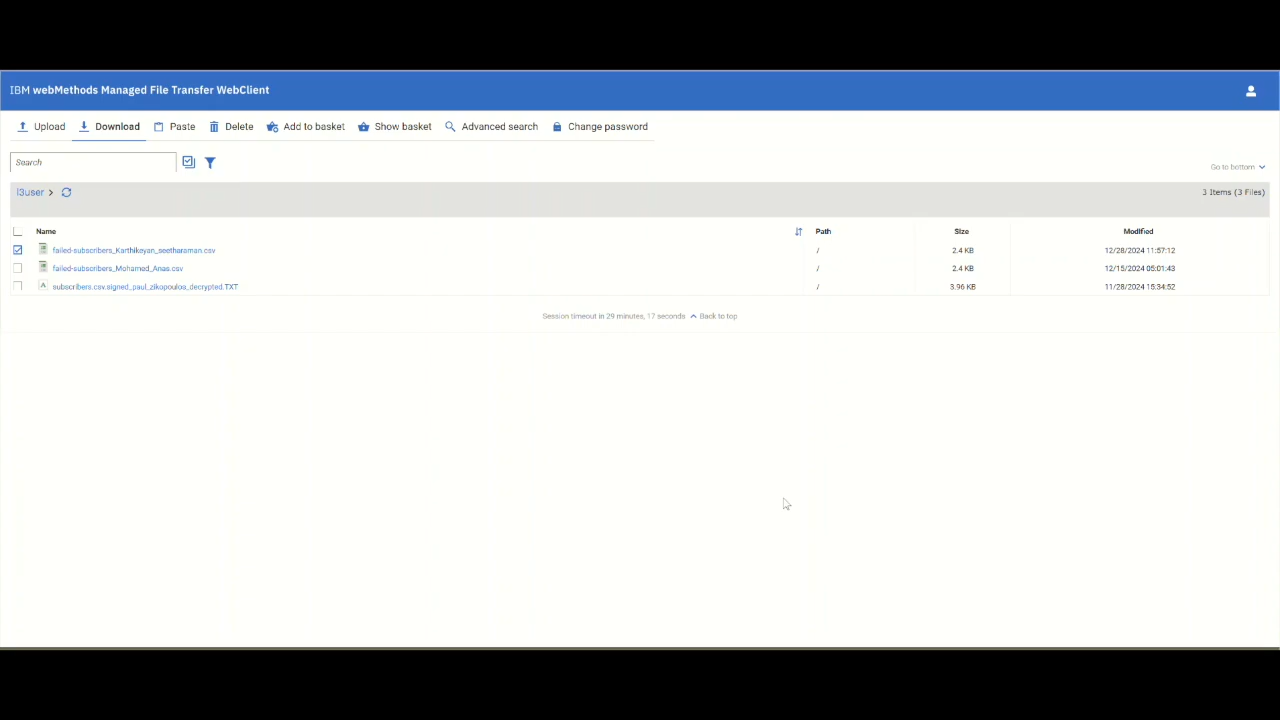 IBM webMethods Managed File Transfer WebClient
Upload Download Paste Delete Add to basket Show basket Advanced search Change password
Search
Go to bottom
l3user > 3 Items (3 Files)
Name Path Size Modified
failed-subscribers_Karthikeyan_seetharaman.csv / 2.4 KB 12/28/2024 11:57:12
failed-subscribers_Mohamed_Anas.csv / 2.4 KB 12/15/2024 05:01:43
subscribers.csv.signed_paul_zikopoulos_decrypted.TXT / 3.96 KB 11/28/2024 15:34:52
Session timeout in 29 minutes, 17 seconds Back to top